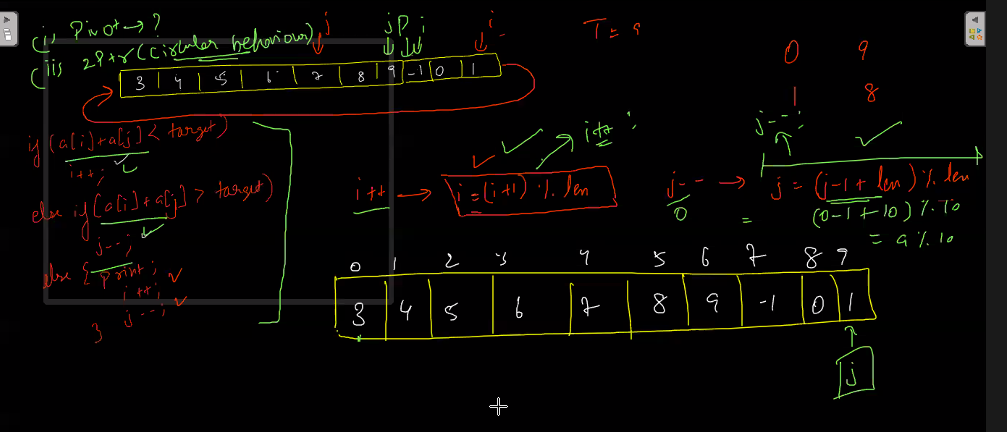 (i) Pivot → ?
(ii) 2Ptr (Circular behaviour)
j
j P i
i
T = 9
0 9
1 8
3 4 5 6 7 8 9 -1 0 1
if (a[i]+a[j] < target)
i++;
else if (a[i]+a[j] > target)
j--;
else { print;
i++;
j--;
}
i++;
i++ → i = (i+1) % len
j--;
j-- → j = (j-1 + len) % len
0
= (0-1+10) % 10
= 9 % 10
0 1 2 3 4 5 6 7 8 9
3 4 5 6 7 8 9 -1 0 1
j